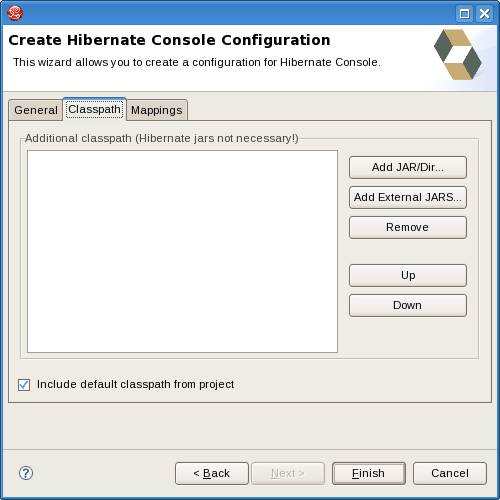 Create Hibernate Console Configuration
This wizard allows you to create a configuration for Hibernate Console.
General Classpath Mappings
Additional classpath (Hibernate jars not necessary!)
Add JAR/Dir...
Add External JARS...
Remove
Up
Down
Include default classpath from project
? < Back Next > Finish Cancel